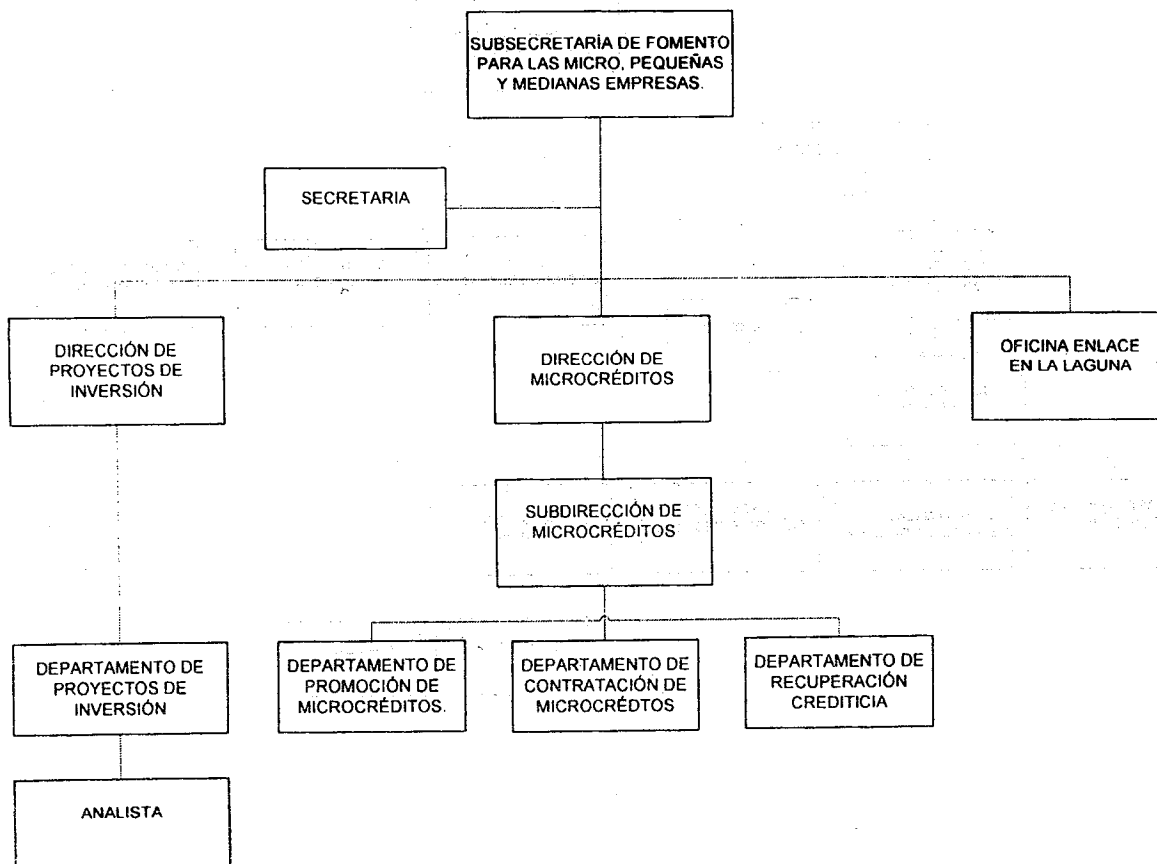 SUBSECRETARÍA DE FOMENTO
PARA LAS MICRO, PEQUEÑAS
Y MEDIANAS EMPRESAS.
SECRETARIA
DIRECCIÓN DE
PROYECTOS DE
INVERSIÓN
DIRECCIÓN DE
MICROCRÉDITOS
OFICINA ENLACE
EN LA LAGUNA
SUBDIRECCIÓN DE
MICROCRÉDITOS
DEPARTAMENTO DE
PROYECTOS DE
INVERSIÓN
DEPARTAMENTO DE
PROMOCIÓN DE
MICROCRÉDITOS.
DEPARTAMENTO DE
CONTRATACIÓN DE
MICROCRÉDTOS
DEPARTAMENTO DE
RECUPERACIÓN
CREDITICIA
ANALISTA